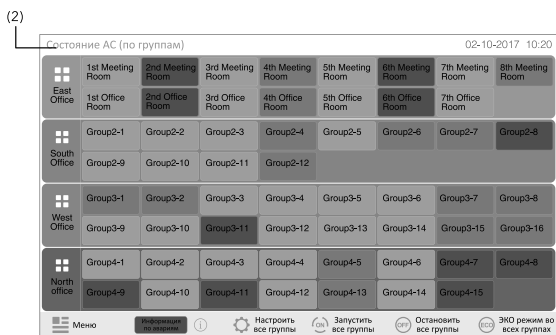 (2)
Состояние АС (по группам) 02-10-2017 10:20
East Office
1st Meeting Room 2nd Meeting Room 3rd Meeting Room 4th Meeting Room 5th Meeting Room 6th Meeting Room 7th Meeting Room 8th Meeting Room
1st Office Room 2nd Office Room 3rd Office Room 4th Office Room 5th Office Room 6th Office Room 7th Office Room
South Office
Group2-1 Group2-2 Group2-3 Group2-4 Group2-5 Group2-6 Group2-7 Group2-8
Group2-9 Group2-10 Group2-11 Group2-12
West Office
Group3-1 Group3-2 Group3-3 Group3-4 Group3-5 Group3-6 Group3-7 Group3-8
Group3-9 Group3-10 Group3-11 Group3-12 Group3-13 Group3-14 Group3-15 Group3-16
North office
Group4-1 Group4-2 Group4-3 Group4-4 Group4-5 Group4-6 Group4-7 Group4-8
Group4-9 Group4-10 Group4-11 Group4-12 Group4-13 Group4-14 Group4-15
Меню
Информация по авариям
i
Настроить все группы
ON Запустить все группы
OFF Остановить все группы
ECO ЭКО режим во всех группах